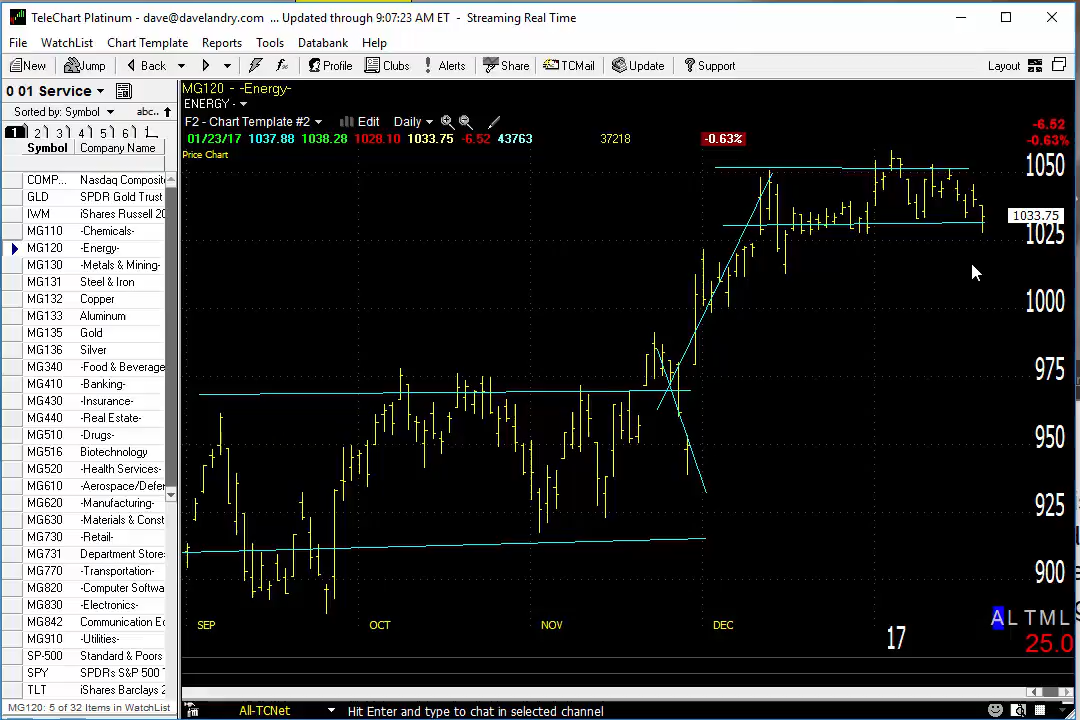 TeleChart Platinum - dave@davelandry.com ... Updated through 9:07:23 AM ET - Streaming Real Time
File WatchList Chart Template Reports Tools Databank Help
New Jump Back Profile Clubs Alerts Share TCMail Update Support Layout
0 01 Service
MG120 - -Energy-
ENERGY -
Sorted by: Symbol abc..
F2 - Chart Template #2 Edit Daily
1 2 3 4 5 6
01/23/17 1037.88 1038.28 1028.10 1033.75 -6.52 43763 37218 -0.63%
-6.52
-0.63%
Symbol Company Name
Price Chart
COMP... Nasdaq Composit
GLD SPDR Gold Trust
IWM iShares Russell 20
MG110 -Chemicals-
MG120 -Energy-
MG130 -Metals & Mining-
MG131 Steel & Iron
MG132 Copper
MG133 Aluminum
MG135 Gold
MG136 Silver
MG340 -Food & Beverage
MG410 -Banking-
MG430 -Insurance-
MG440 -Real Estate-
MG510 -Drugs-
MG516 Biotechnology
MG520 -Health Services-
MG610 -Aerospace/Defer
MG620 -Manufacturing-
MG630 -Materials & Const
MG730 -Retail-
MG731 Department Store
MG770 -Transportation-
MG820 -Computer Softwa
MG830 -Electronics-
MG842 Communication Ec
MG910 -Utilities-
SP-500 Standard & Poors
SPY SPDRs S&P 500 T
TLT iShares Barclays 2
1050
1033.75
1025
1000
975
950
925
900
A L T M L
25.0
SEP OCT NOV DEC 17
MG120: 5 of 32 Items in WatchList
All-TCNet Hit Enter and type to chat in selected channel